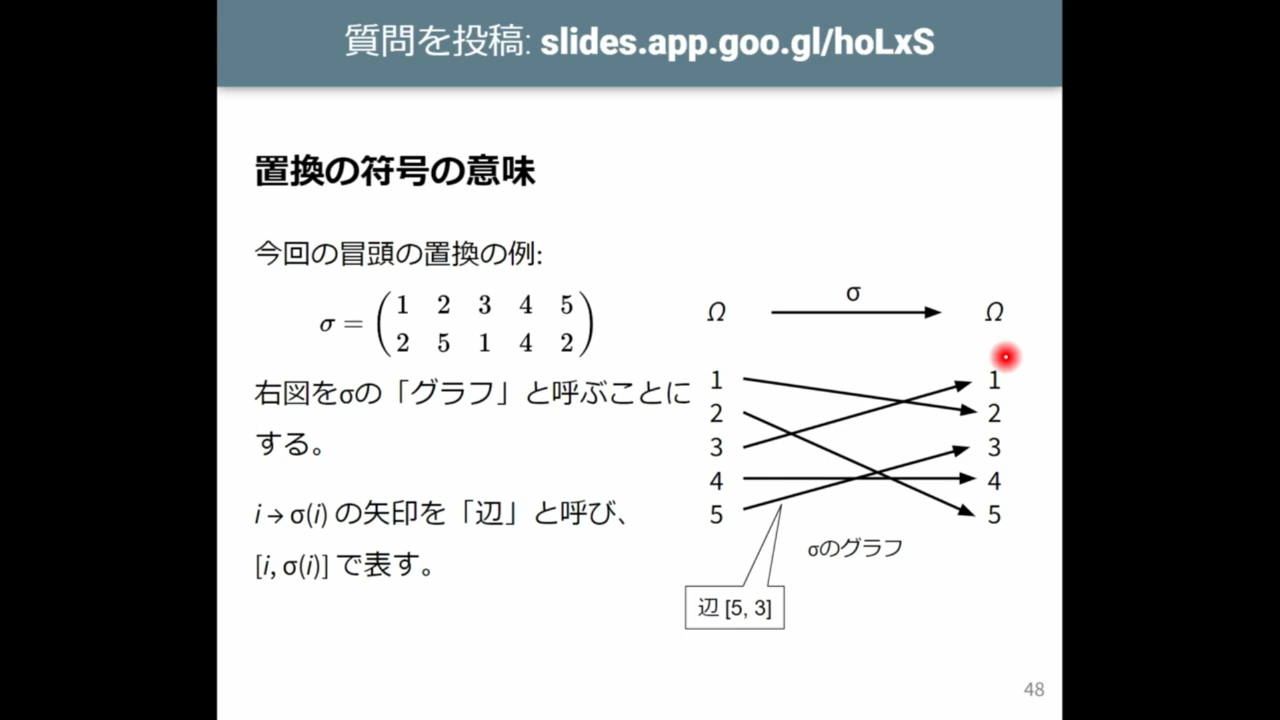 質問を投稿: slides.app.goo.gl/hoLxS
置換の符号の意味
今回の冒頭の置換の例:
σ = (1 2 3 4 5
2 5 1 4 2)
右図をσの「グラフ」と呼ぶことに
する。
i → σ(i) の矢印を「辺」と呼び、
[i, σ(i)] で表す。
σ
Ω Ω
1 1
2 2
3 3
4 4
5 5
σのグラフ
辺 [5, 3]
48